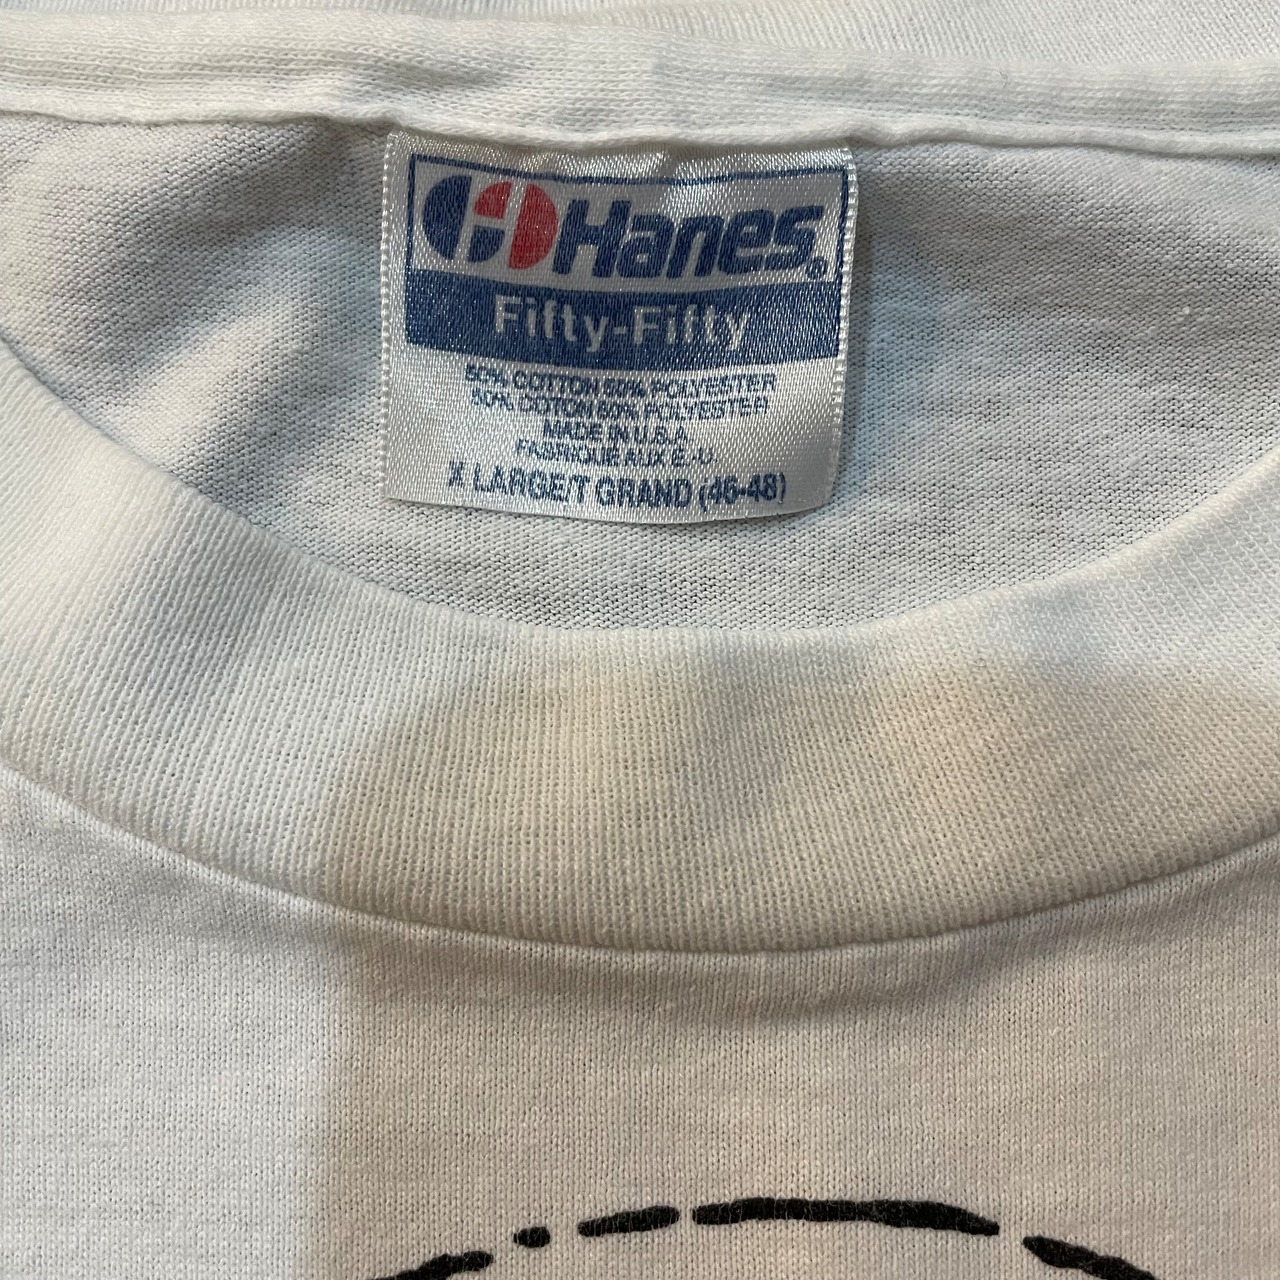 Hanes®
Fifty-Fifty
50% COTTON 50% POLYESTER
50% COTON 50% POLYESTER
MADE IN U.S.A
FABRIQUE AUX É.-U.
X LARGE/T GRAND (46-48)